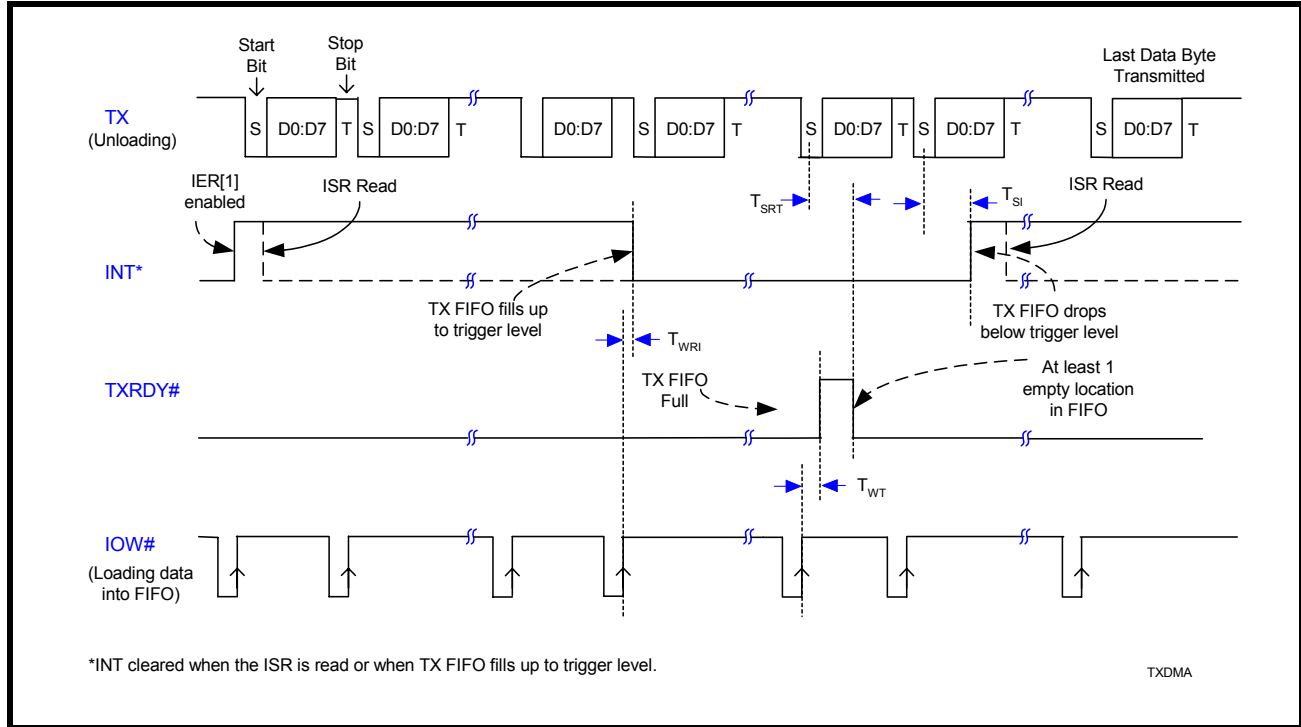 Start
Bit
Stop
Bit
Last Data Byte
Transmitted
TX
(Unloading)
S D0:D7 T S D0:D7 T D0:D7 S D0:D7 T S D0:D7 T S D0:D7 T S D0:D7 T
IER[1]
enabled
ISR Read
TSRT
TSI
ISR Read
INT*
TX FIFO fills up
to trigger level
TX FIFO drops
below trigger level
TWRI
TXRDY#
TX FIFO
Full
At least 1
empty location
in FIFO
TWT
IOW#
(Loading data
into FIFO)
*INT cleared when the ISR is read or when TX FIFO fills up to trigger level.
TXDMA